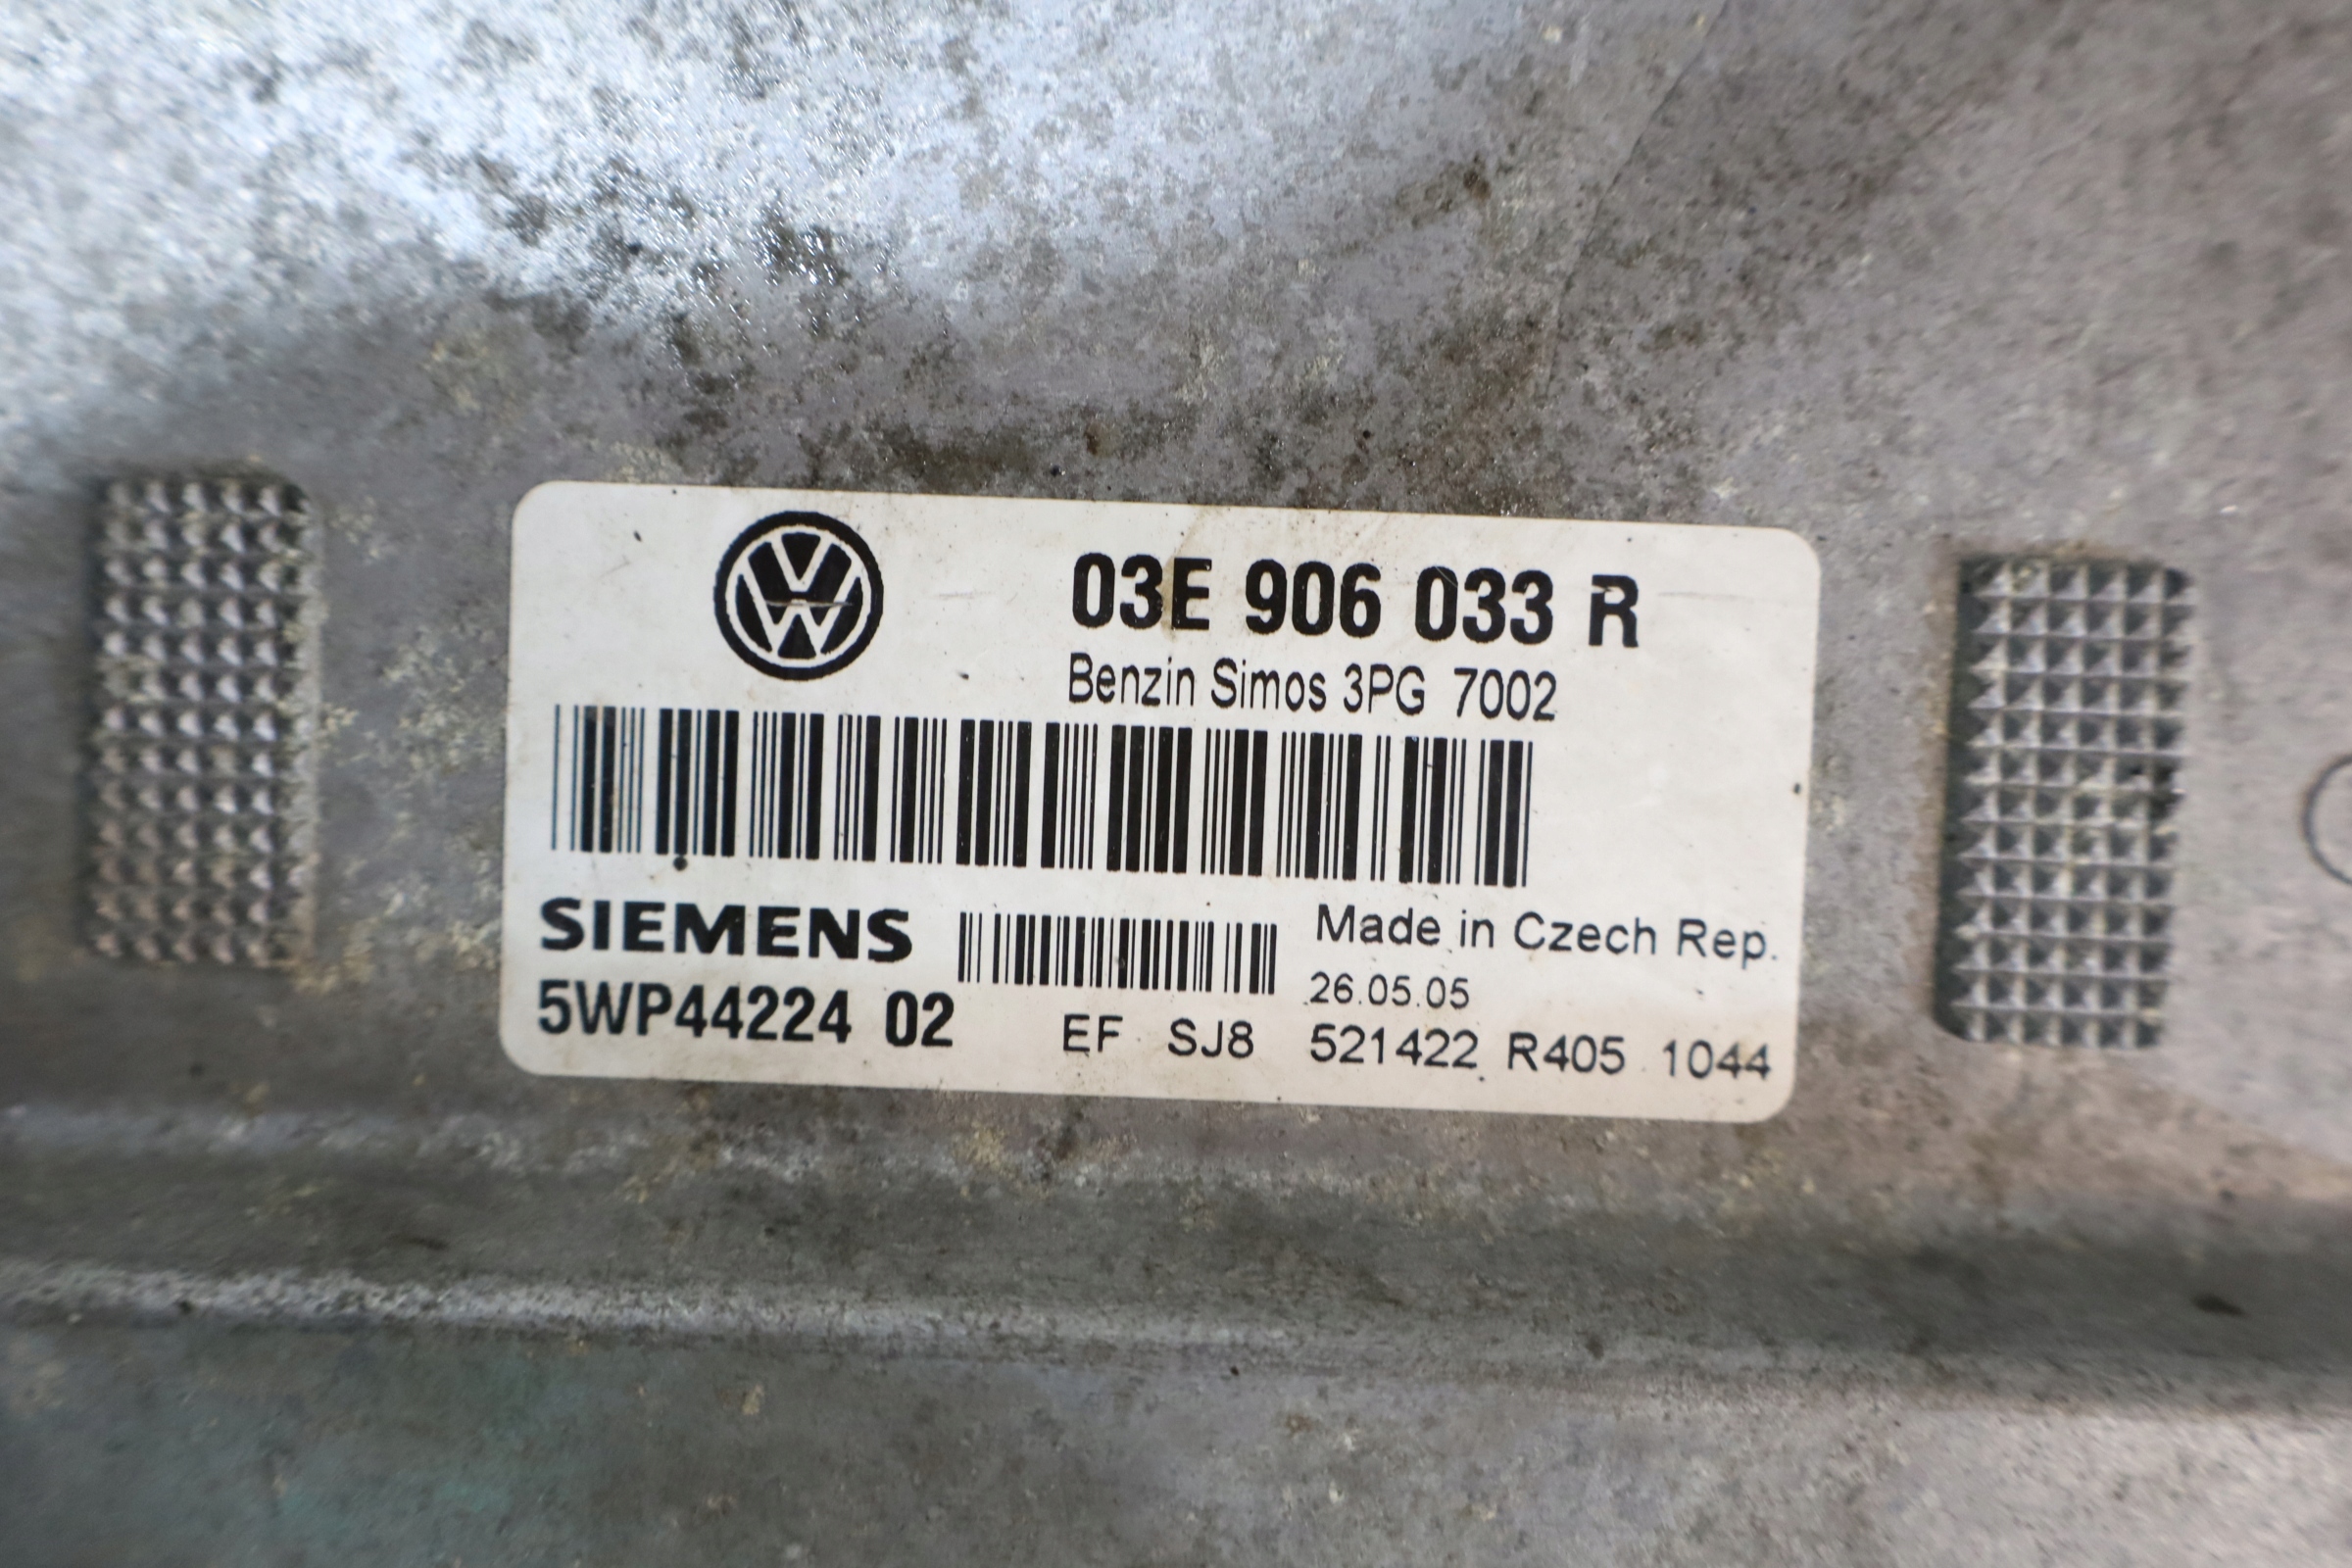 03E 906 033 R
Benzin Simos 3PG 7002
SIEMENS
Made in Czech Rep.
26.05.05
5WP44224 02
EF SJ8 521422 R405 1044